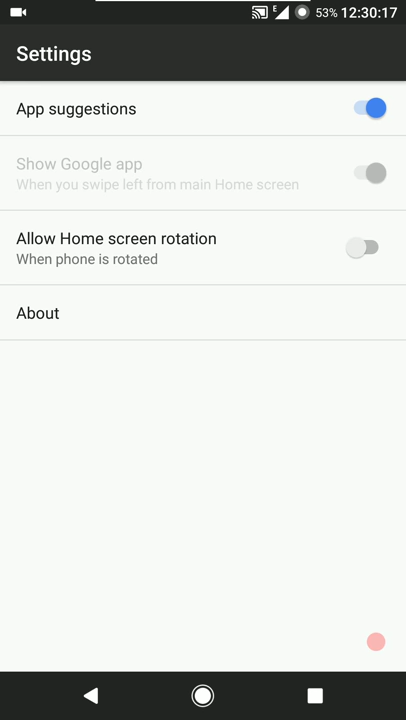 E 53% 12:30:17
Settings
App suggestions
Show Google app
When you swipe left from main Home screen
Allow Home screen rotation
When phone is rotated
About